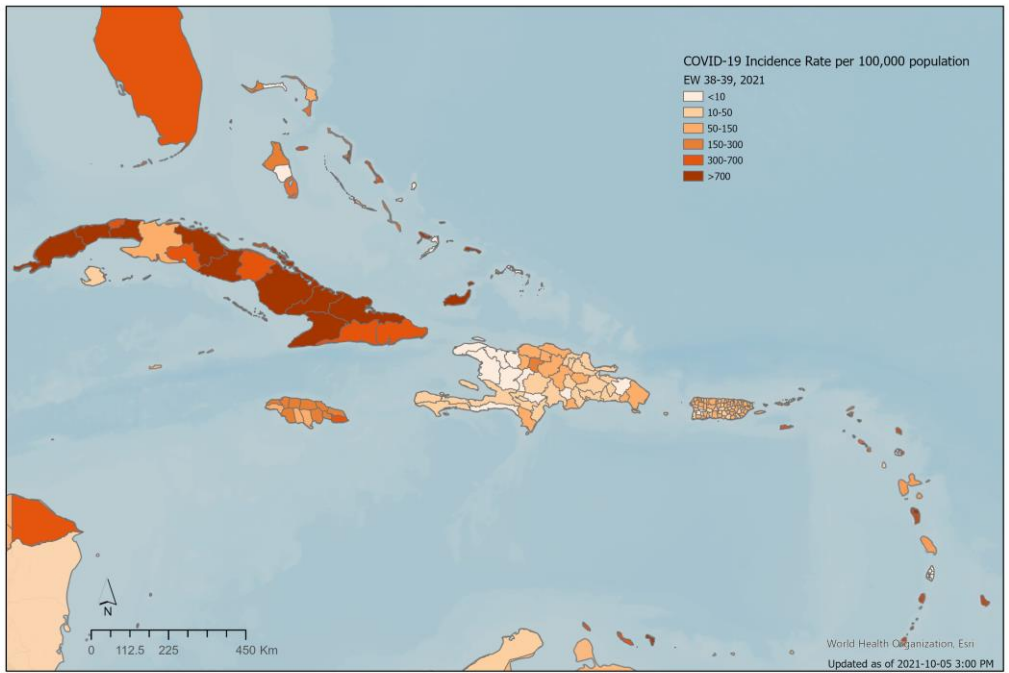 COVID-19 Incidence Rate per 100,000 population
EW 38-39, 2021
<10
10-50
50-150
150-300
300-700
>700
N
0 112.5 225 450 Km
World Health Organization, Esri
Updated as of 2021-10-05 3:00 PM